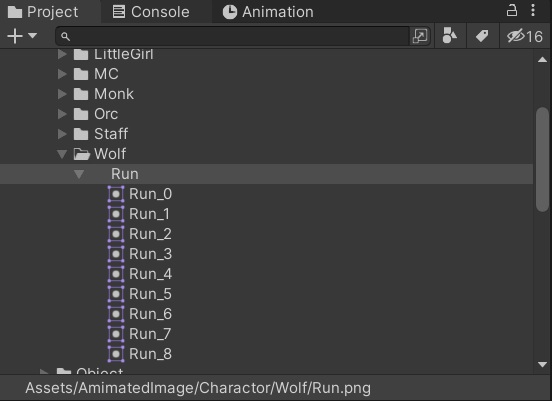 Project Console Animation
16
LittleGirl
MC
Monk
Orc
Staff
Wolf
Run
Run_0
Run_1
Run_2
Run_3
Run_4
Run_5
Run_6
Run_7
Run_8
Object
Assets/AmimatedImage/Charactor/Wolf/Run.png